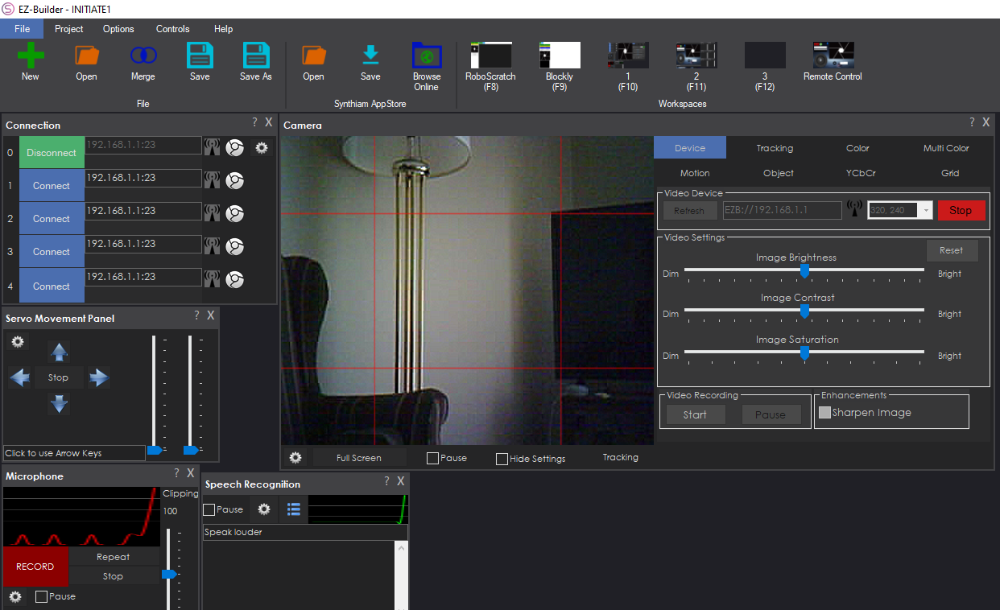 EZ-Builder - INITIATE1
File Project Options Controls Help
New Open Merge Save Save As Open Save Browse Online RoboScratch (F8) Blockly (F9) 1 (F10) 2 (F11) 3 (F12) Remote Control
File Synthiam AppStore Workspaces
Connection ? X
0 Disconnect 192.168.1.1:23
1 Connect 192.168.1.1:23
2 Connect 192.168.1.1:23
3 Connect 192.168.1.1:23
4 Connect 192.168.1.1:23
Camera ? X
Device Tracking Color Multi Color
Motion Object YCbCr Grid
Video Device
Refresh EZB://192.168.1.1 320, 240 Stop
Video Settings
Reset
Image Brightness
Dim Bright
Image Contrast
Dim Bright
Image Saturation
Dim Bright
Video Recording Enhancements
Start Pause Sharpen Image
Full Screen Pause Hide Settings Tracking
Servo Movement Panel ? X
Stop
Click to use Arrow Keys
Microphone ? X
Clipping
100
RECORD Repeat
Stop
Pause
Speech Recognition ? X
Pause
Speak louder